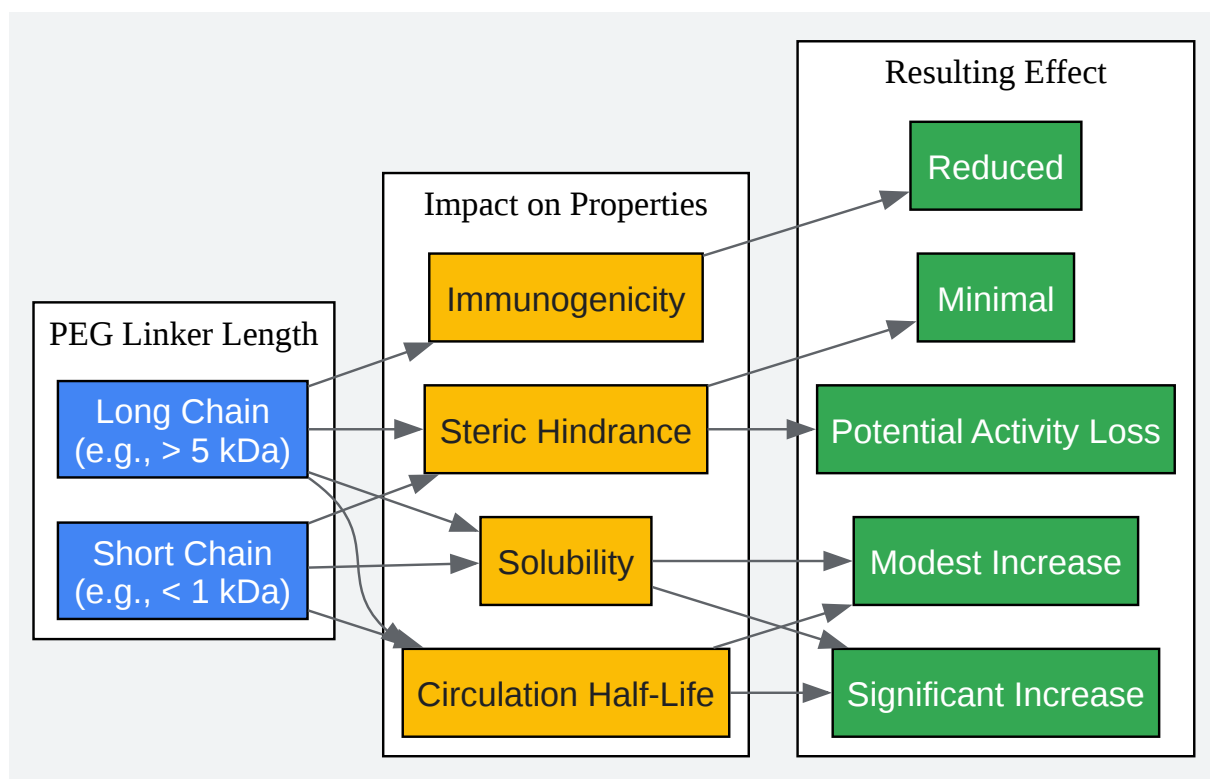 PEG Linker Length
Long Chain
(e.g., > 5 kDa)
Short Chain
(e.g., < 1 kDa)
Impact on Properties
Immunogenicity
Steric Hindrance
Solubility
Circulation Half-Life
Resulting Effect
Reduced
Minimal
Potential Activity Loss
Modest Increase
Significant Increase